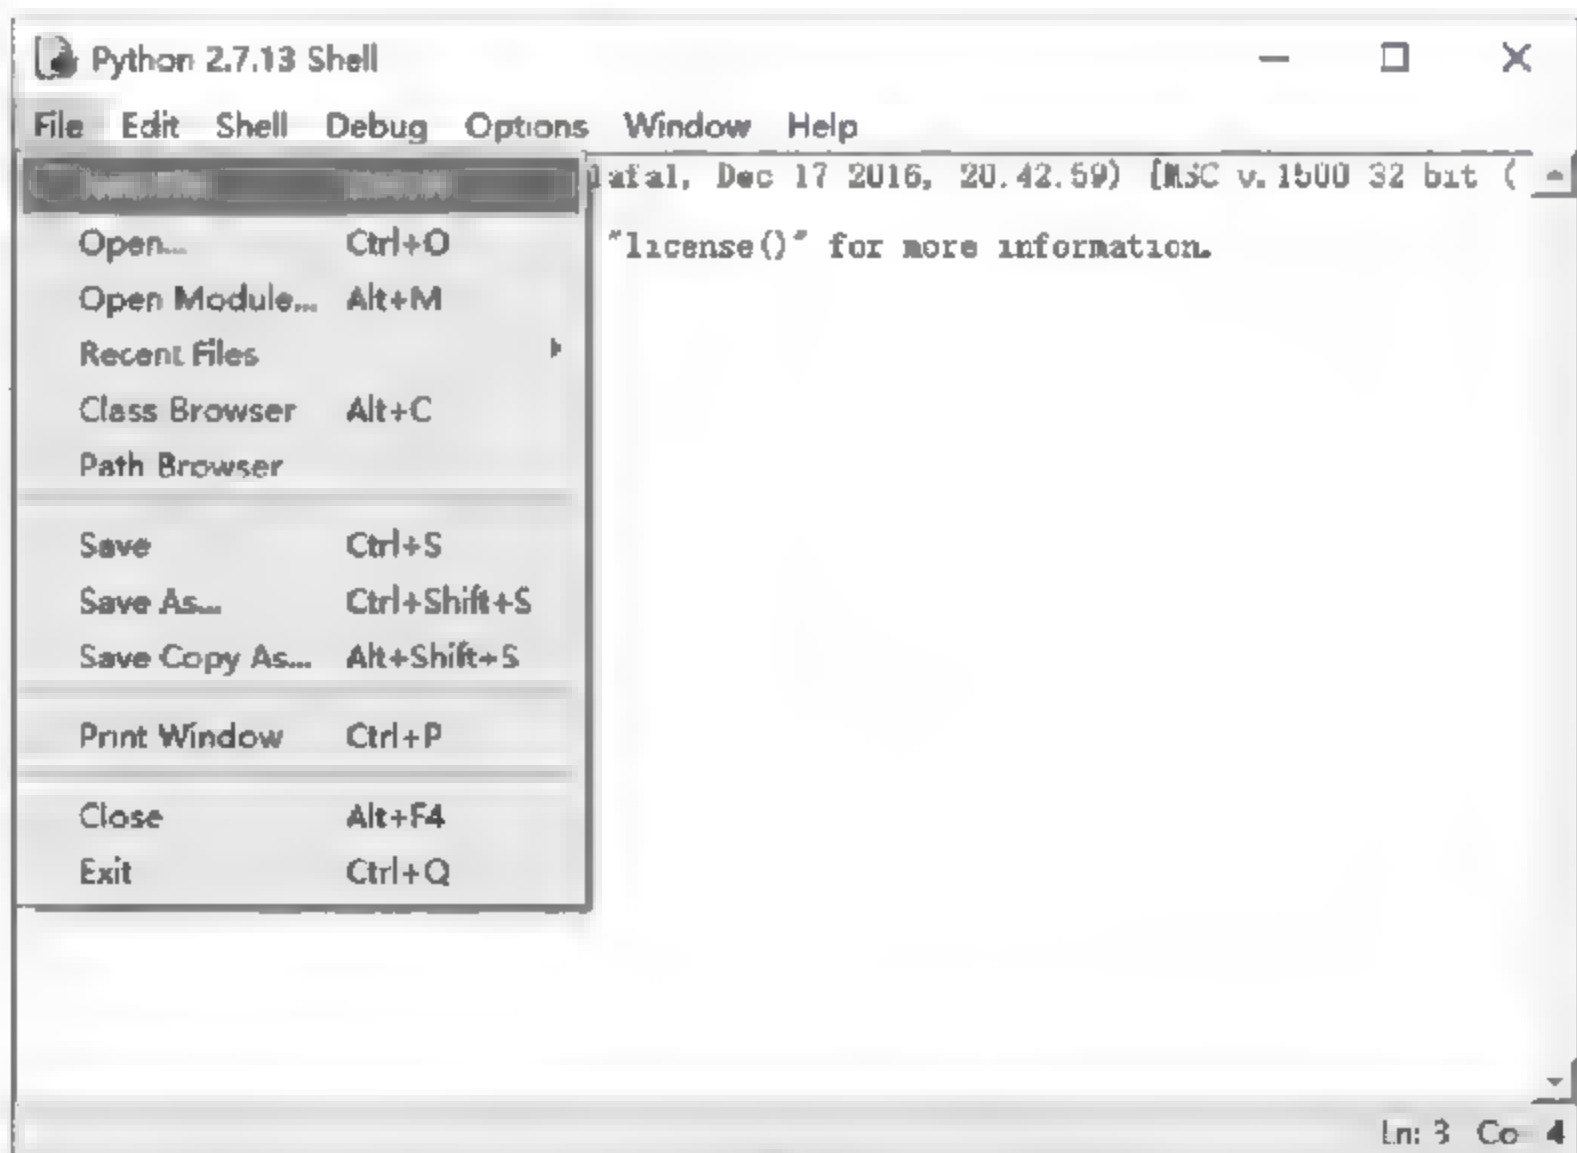 Python 2.7.13 Shell
File Edit Shell Debug Options Window Help
1afa1, Dec 17 2016, 20.42.59) [MSC v.1500 32 bit (
Open... Ctrl+O
"license()" for more information.
Open Module... Alt+M
Recent Files
Class Browser Alt+C
Path Browser
Save Ctrl+S
Save As... Ctrl+Shift+S
Save Copy As... Alt+Shift+S
Print Window Ctrl+P
Close Alt+F4
Exit Ctrl+Q
Ln: 3 Co 4